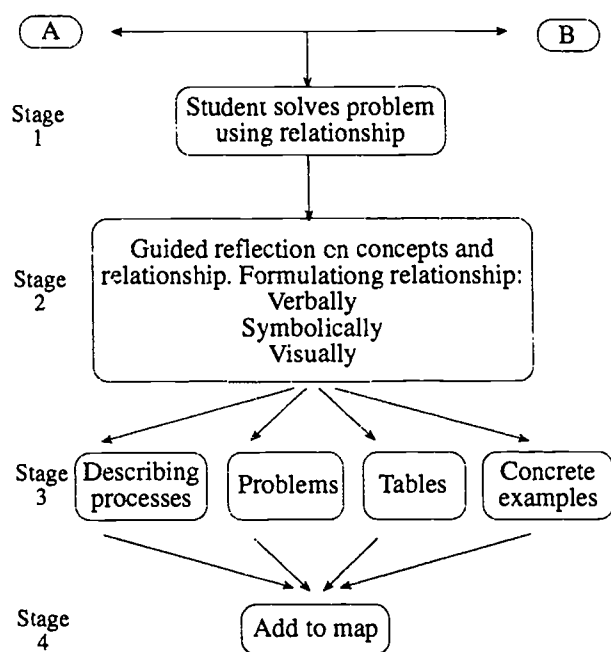 A
B
Stage
1
Student solves problem
using relationship
Stage
2
Guided reflection on concepts and
relationship. Formulationg relationship:
Verbally
Symbolically
Visually
Stage
3
Describing
processes
Problems
Tables
Concrete
examples
Stage
4
Add to map